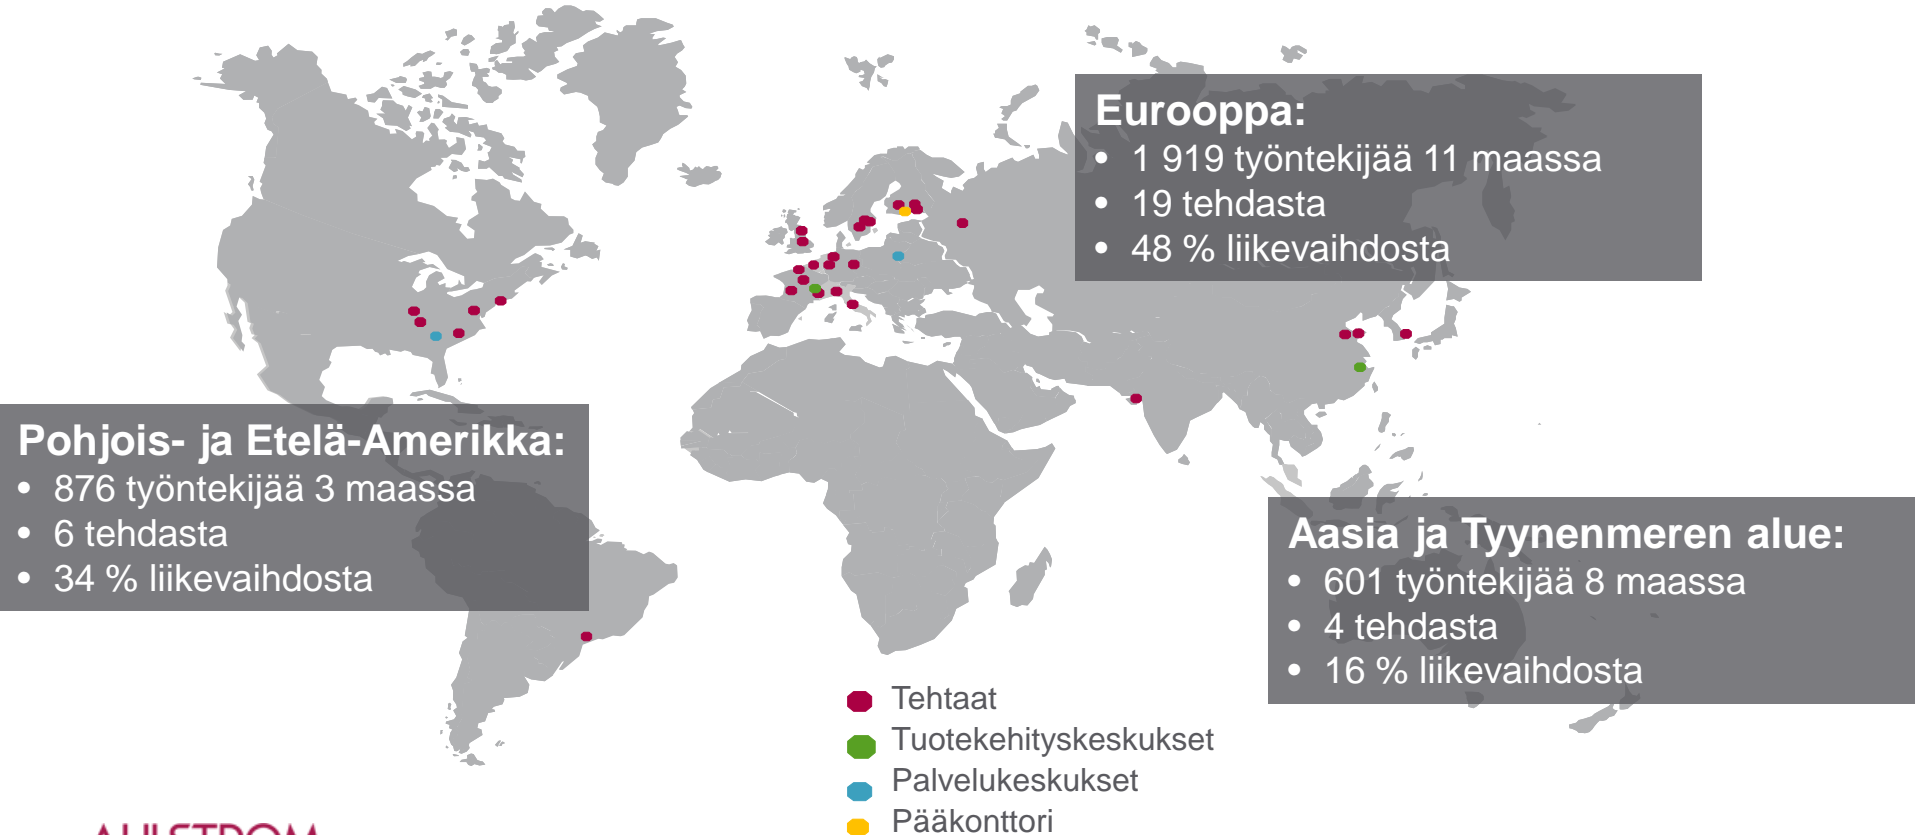 Eurooppa:
• 1 919 työntekijää 11 maassa
• 19 tehdasta
• 48 % liikevaihdosta
Pohjois- ja Etelä-Amerikka:
• 876 työntekijää 3 maassa
• 6 tehdasta
• 34 % liikevaihdosta
Aasia ja Tyynenmeren alue:
• 601 työntekijää 8 maassa
• 4 tehdasta
• 16 % liikevaihdosta
Tehtaat
Tuotekehityskeskukset
Palvelukeskukset
Pääkonttori
AHLSTROM